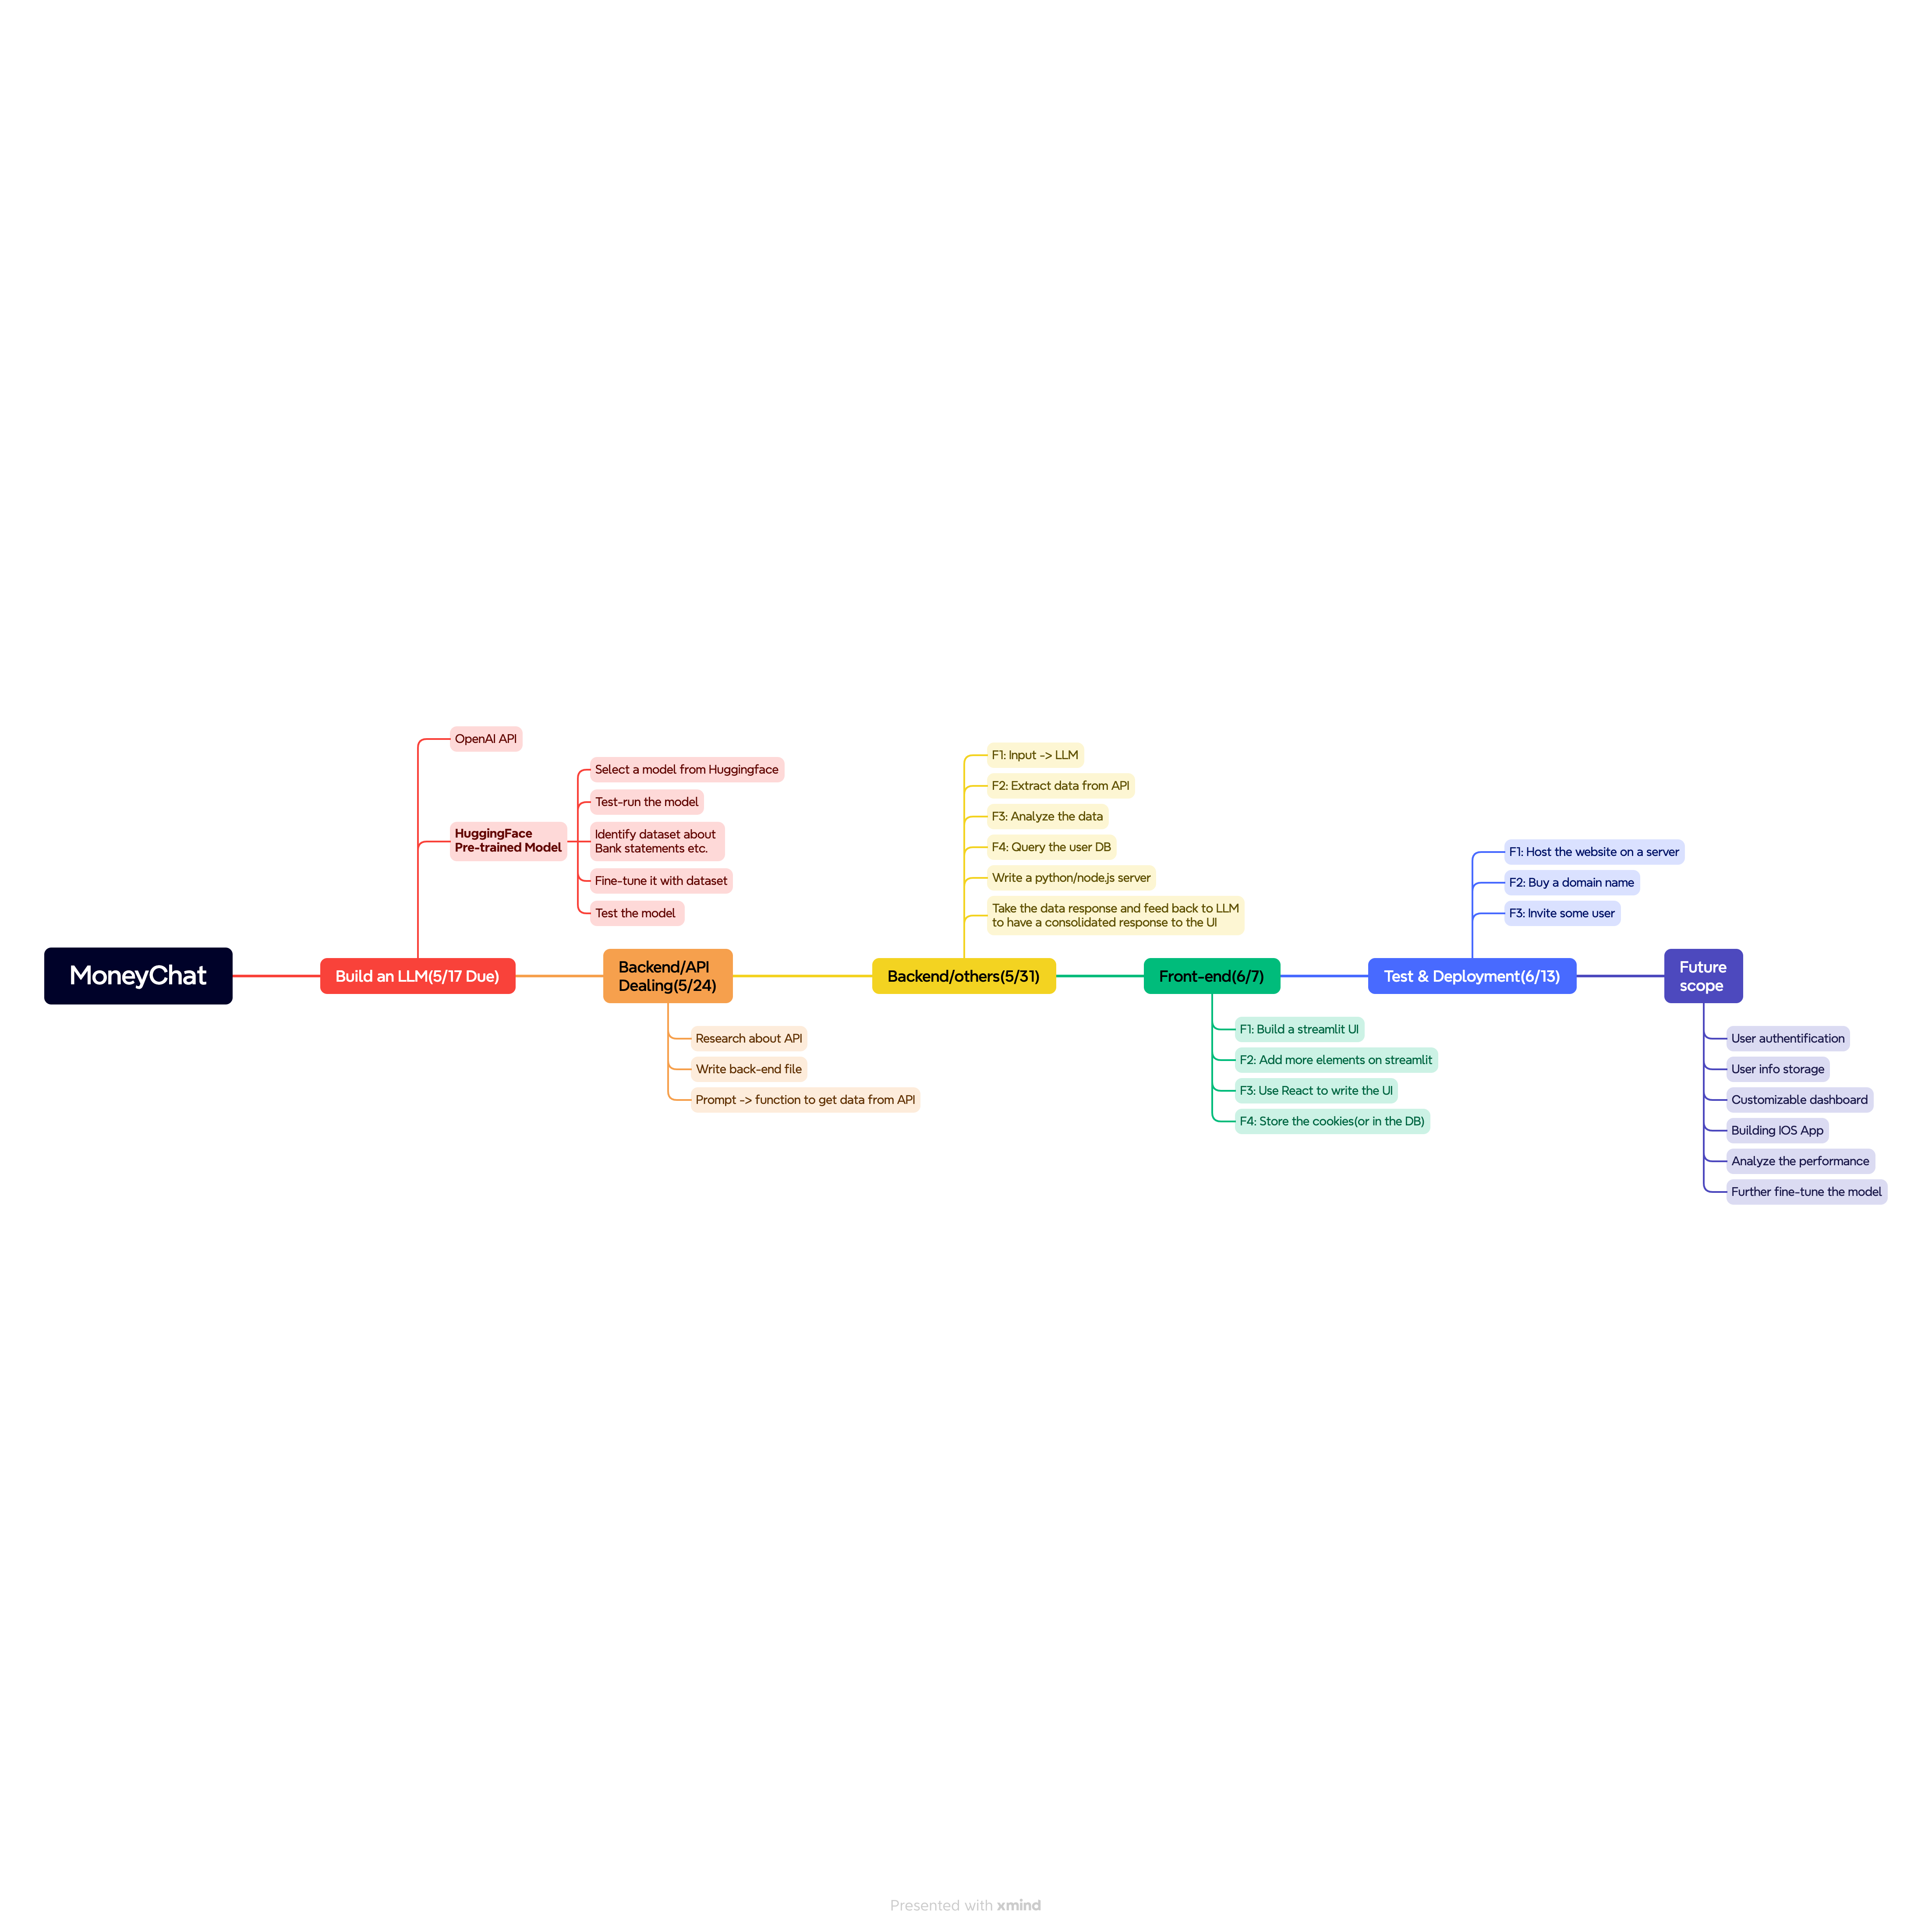 MoneyChat
Build an LLM(5/17 Due)
OpenAI API
HuggingFace
Pre-trained Model
Select a model from Huggingface
Test-run the model
Identify dataset about
Bank statements etc.
Fine-tune it with dataset
Test the model
Backend/API
Dealing(5/24)
Research about API
Write back-end file
Prompt -> function to get data from API
Backend/others(5/31)
F1: Input -> LLM
F2: Extract data from API
F3: Analyze the data
F4: Query the user DB
Write a python/node.js server
Take the data response and feed back to LLM
to have a consolidated response to the UI
Front-end(6/7)
F1: Build a streamlit UI
F2: Add more elements on streamlit
F3: Use React to write the UI
F4: Store the cookies(or in the DB)
Test & Deployment(6/13)
F1: Host the website on a server
F2: Buy a domain name
F3: Invite some user
Future
scope
User authentification
User info storage
Customizable dashboard
Building IOS App
Analyze the performance
Further fine-tune the model
Presented with xmind